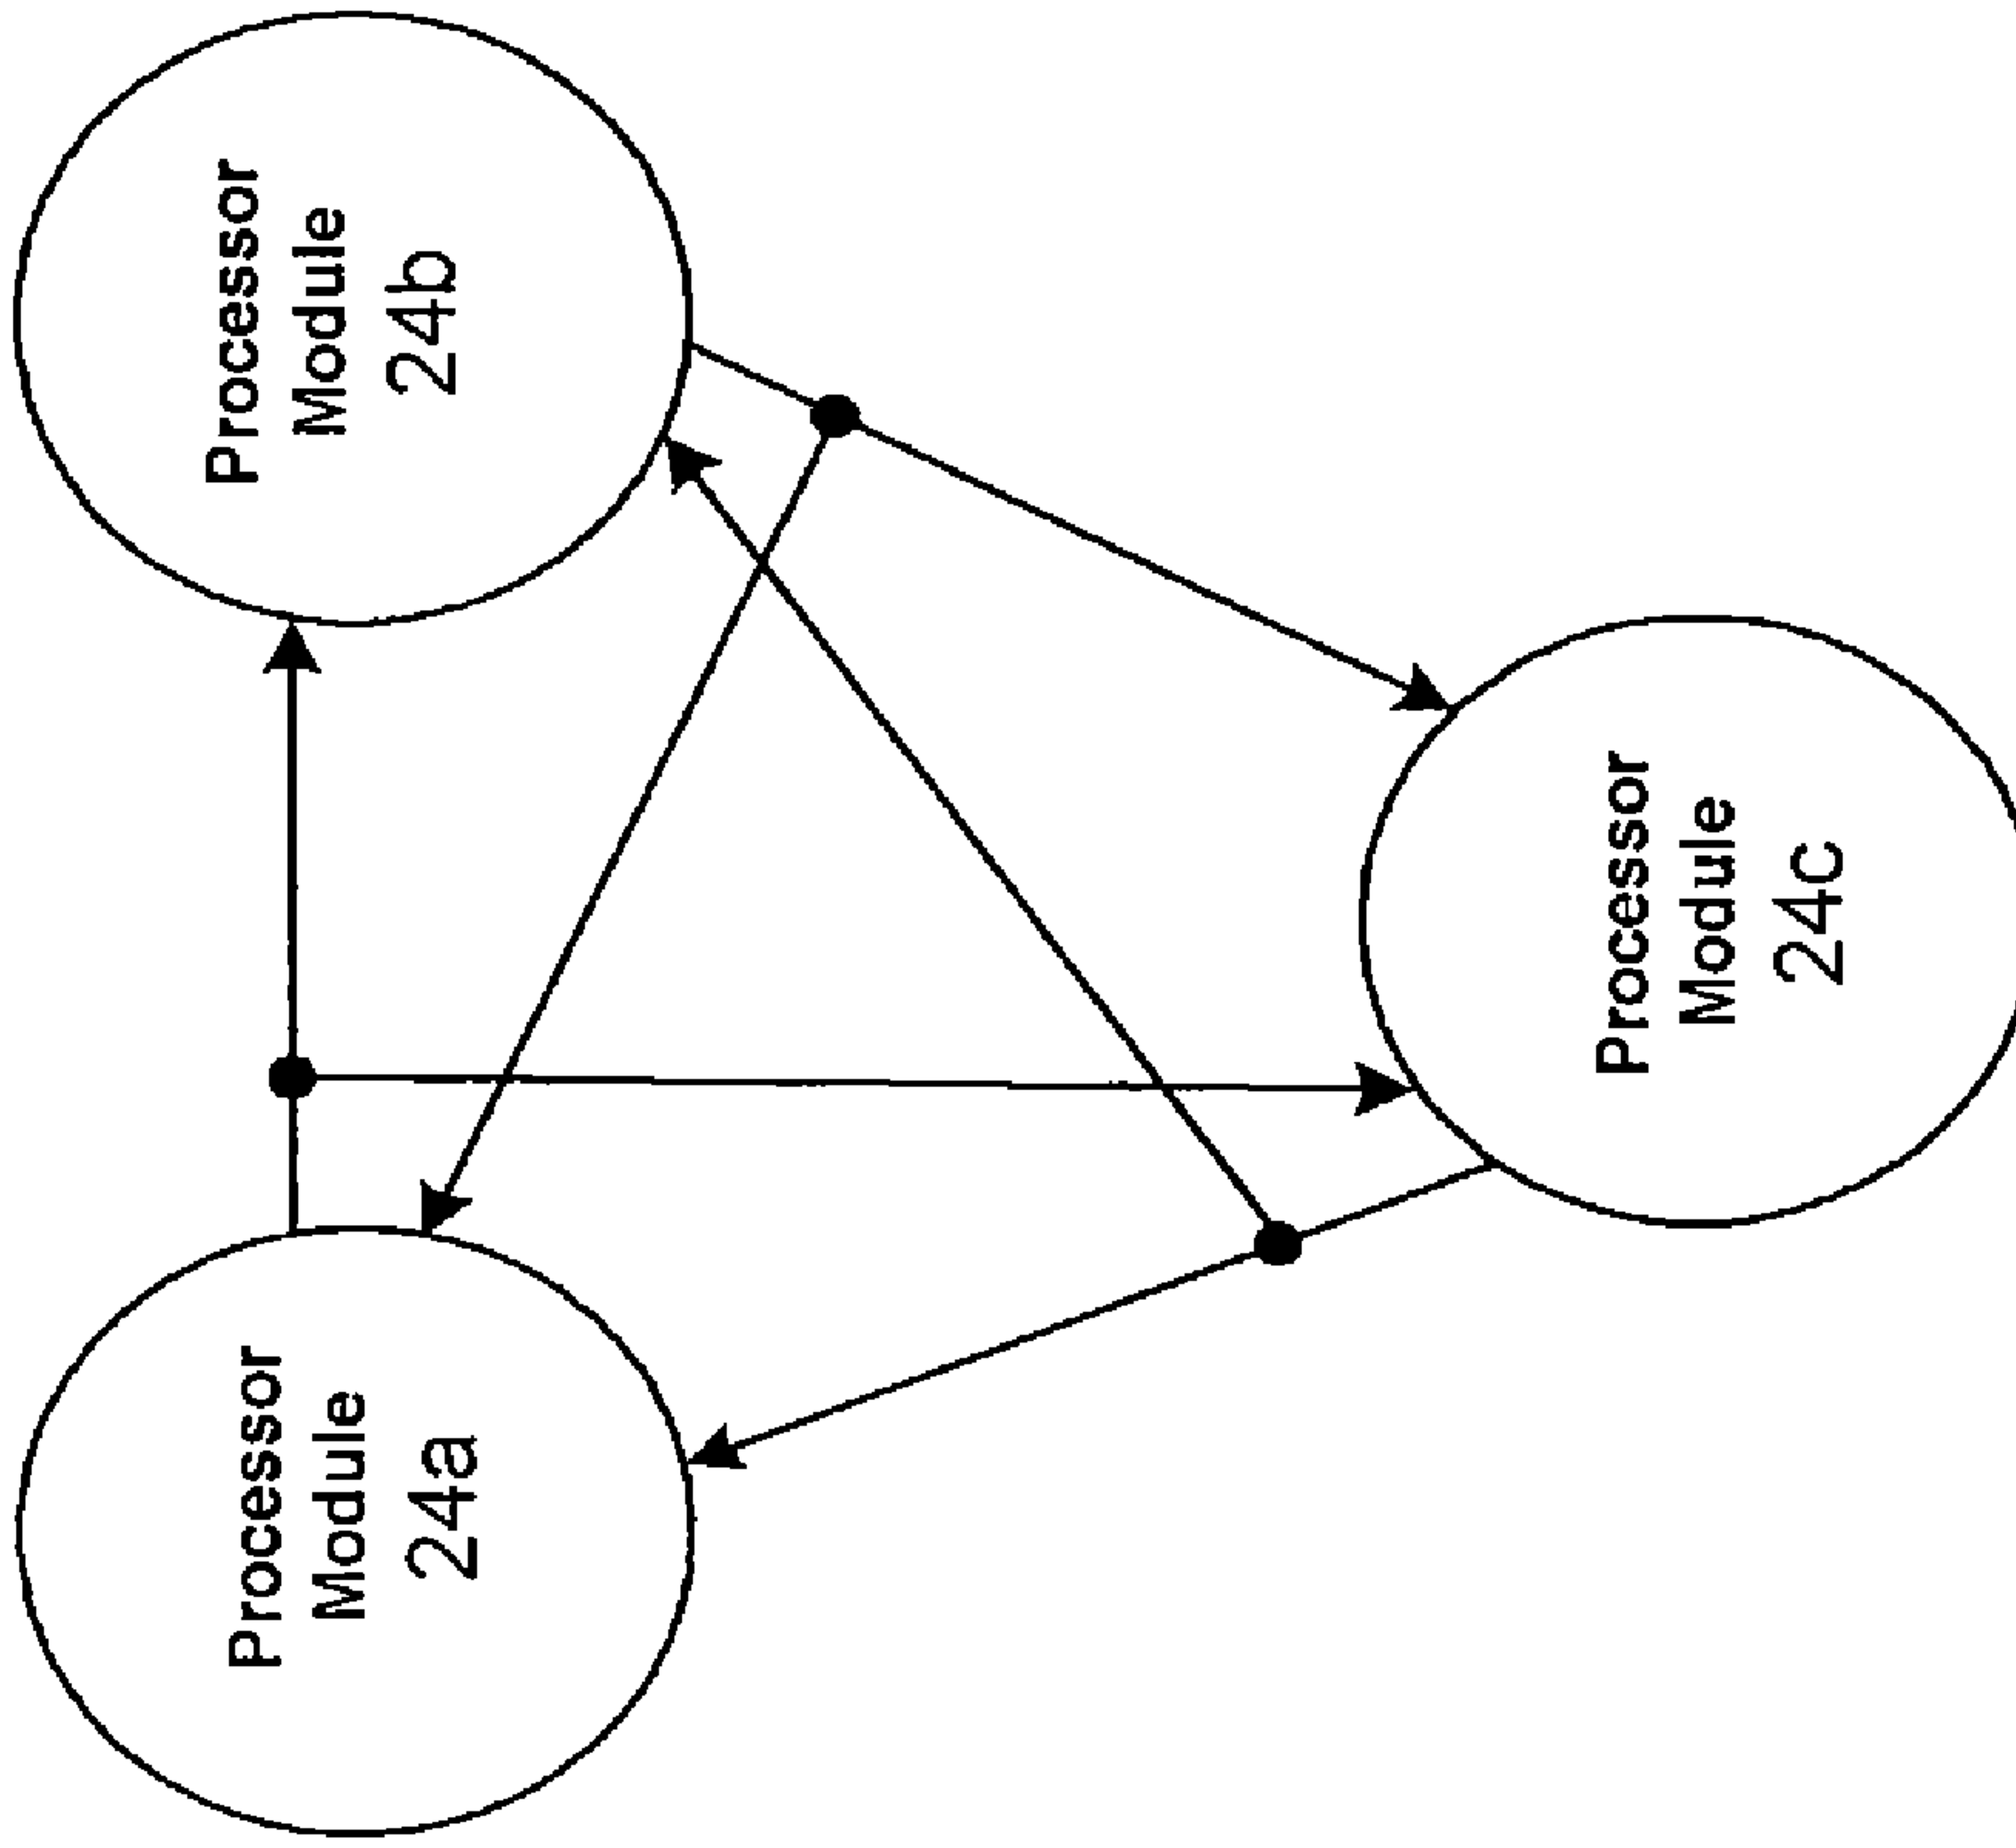 Processor
Module
24a
Processor
Module
24b
Processor
Module
24c